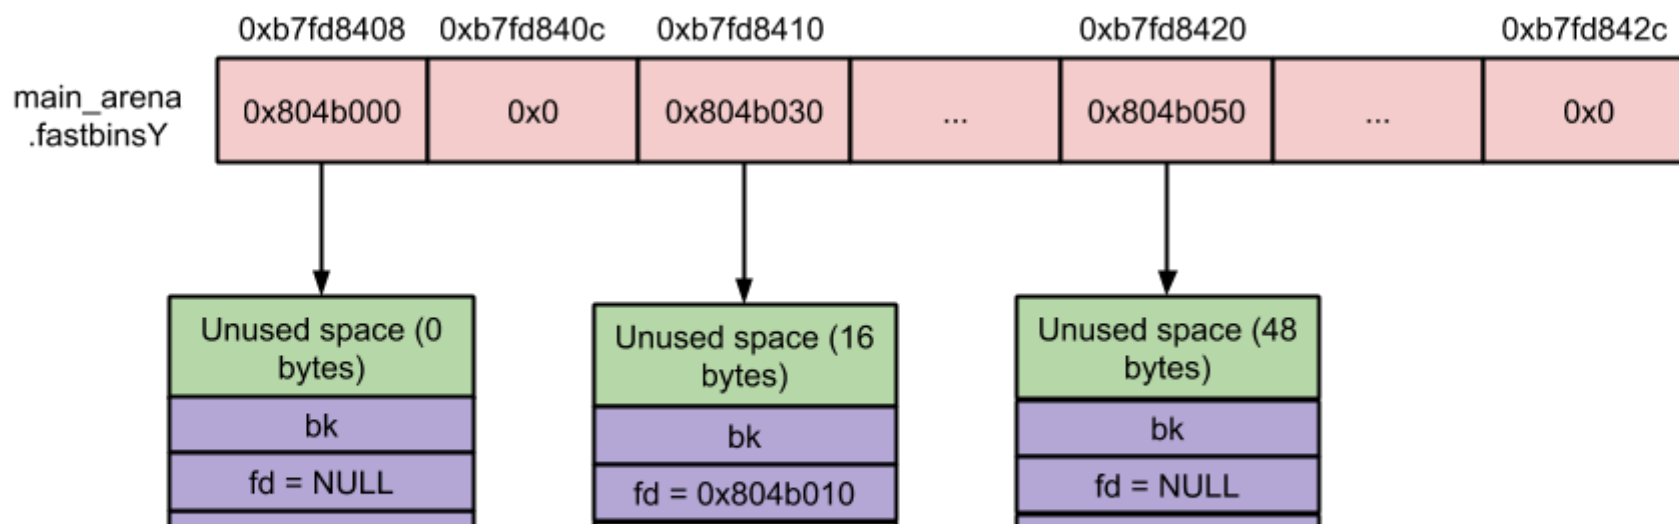 0xb7fd8408 0xb7fd840c 0xb7fd8410 0xb7fd8420 0xb7fd842c
main_arena
.fastbinsY
0x804b000 0x0 0x804b030 ... 0x804b050 ... 0x0
Unused space (0
bytes)
bk
fd = NULL
Unused space (16
bytes)
bk
fd = 0x804b010
Unused space (48
bytes)
bk
fd = NULL